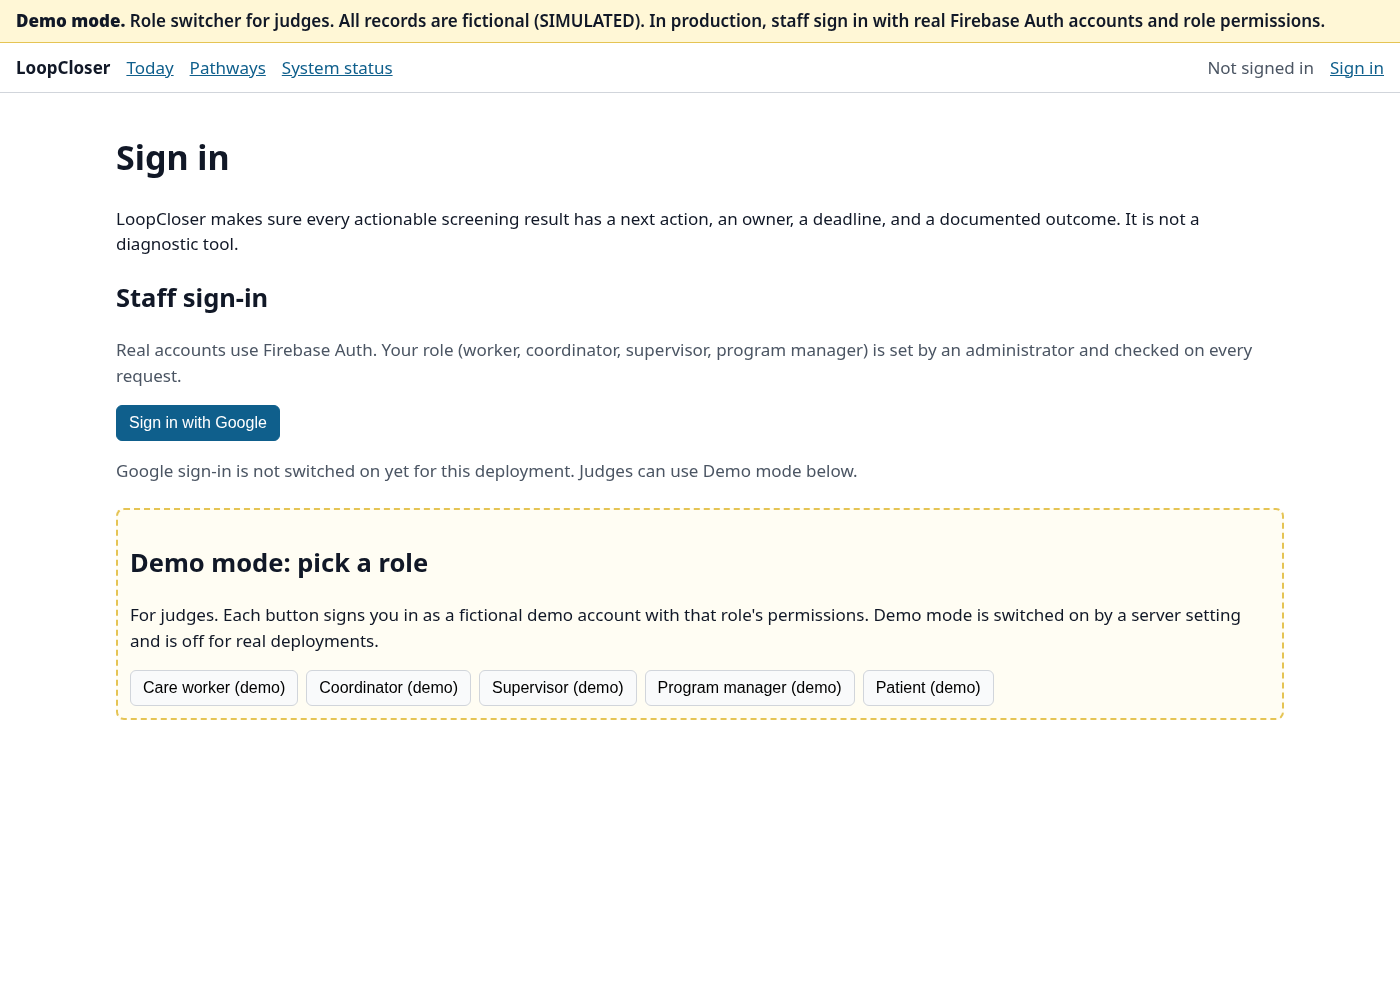 Demo mode. Role switcher for judges. All records are fictional (SIMULATED). In production, staff sign in with real Firebase Auth accounts and role permissions.
LoopCloser Today Pathways System status Not signed in Sign in
Sign in
LoopCloser makes sure every actionable screening result has a next action, an owner, a deadline, and a documented outcome. It is not a
diagnostic tool.
Staff sign-in
Real accounts use Firebase Auth. Your role (worker, coordinator, supervisor, program manager) is set by an administrator and checked on every
request.
Sign in with Google
Google sign-in is not switched on yet for this deployment. Judges can use Demo mode below.
Demo mode: pick a role
For judges. Each button signs you in as a fictional demo account with that role's permissions. Demo mode is switched on by a server setting
and is off for real deployments.
Care worker (demo) Coordinator (demo) Supervisor (demo) Program manager (demo) Patient (demo)